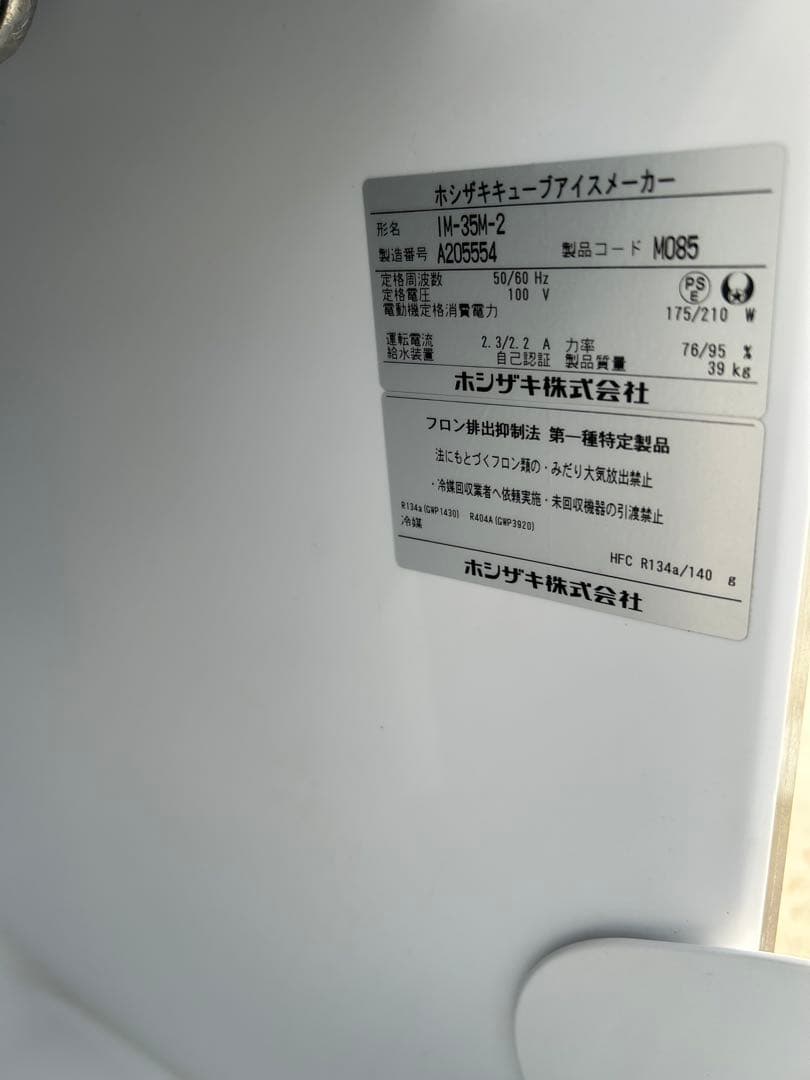 ホシザキキューブアイスメーカー
形名 IM-35M-2
製造番号 A205554 製品コード M085
定格周波数 50/60 Hz
定格電圧 100 V
電動機定格消費電力 175/210 W
PS
E
運転電流 2.3/2.2 A 力率 76/95 %
給水装置 自己認証 製品質量 39 kg
ホシザキ株式会社
フロン排出抑制法 第一種特定製品
法にもとづくフロン類の・みだり大気放出禁止
・冷媒回収業者へ依頼実施・未回収機器の引渡禁止
R134a(GWP1430) R404A(GWP3920)
冷媒 HFC R134a/140 g
ホシザキ株式会社